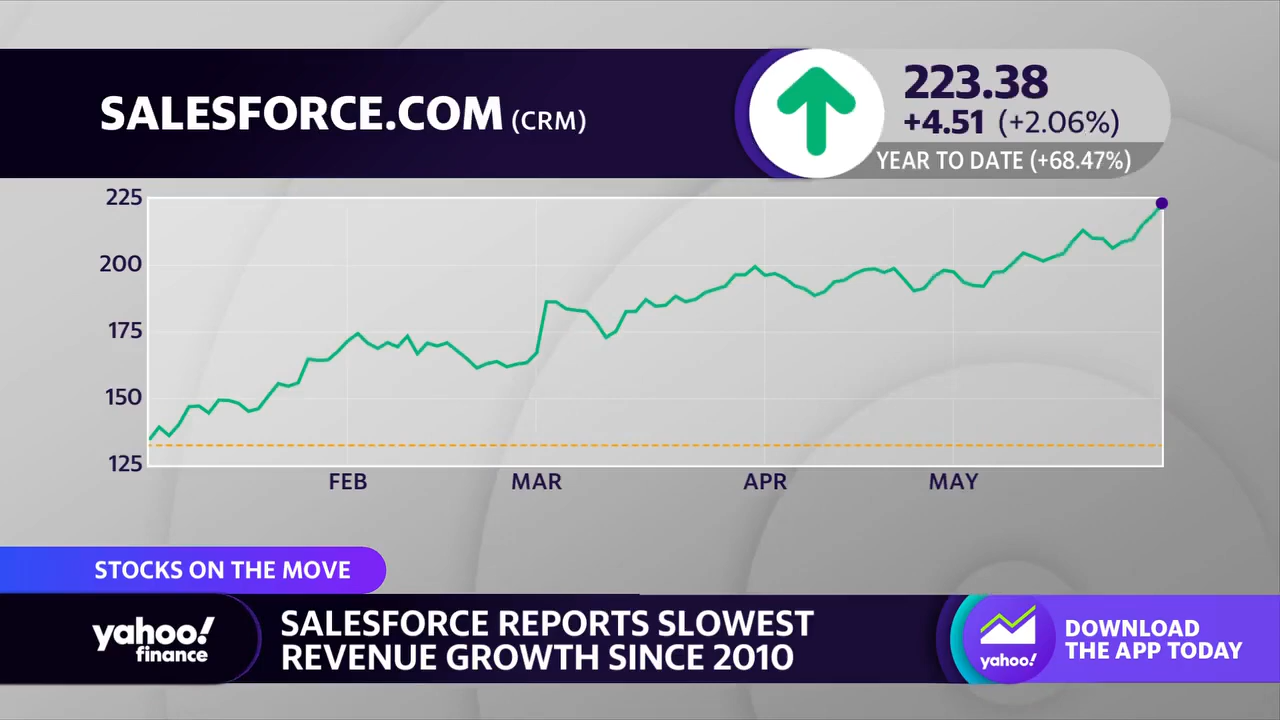 SALESFORCE.COM (CRM)
223.38
+4.51 (+2.06%)
YEAR TO DATE (+68.47%)
225
200
175
150
125
FEB MAR APR MAY
STOCKS ON THE MOVE
yahoo!
finance
SALESFORCE REPORTS SLOWEST
REVENUE GROWTH SINCE 2010
yahoo!
DOWNLOAD
THE APP TODAY